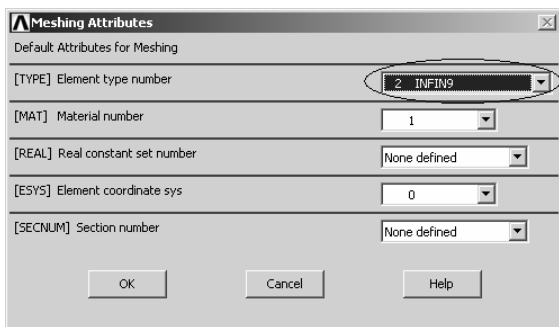 Meshing Attributes
Default Attributes for Meshing
[TYPE] Element type number 2 INFIN9
[MAT] Material number 1
[REAL] Real constant set number None defined
[ESYS] Element coordinate sys 0
[SECNUM] Section number None defined
OK Cancel Help